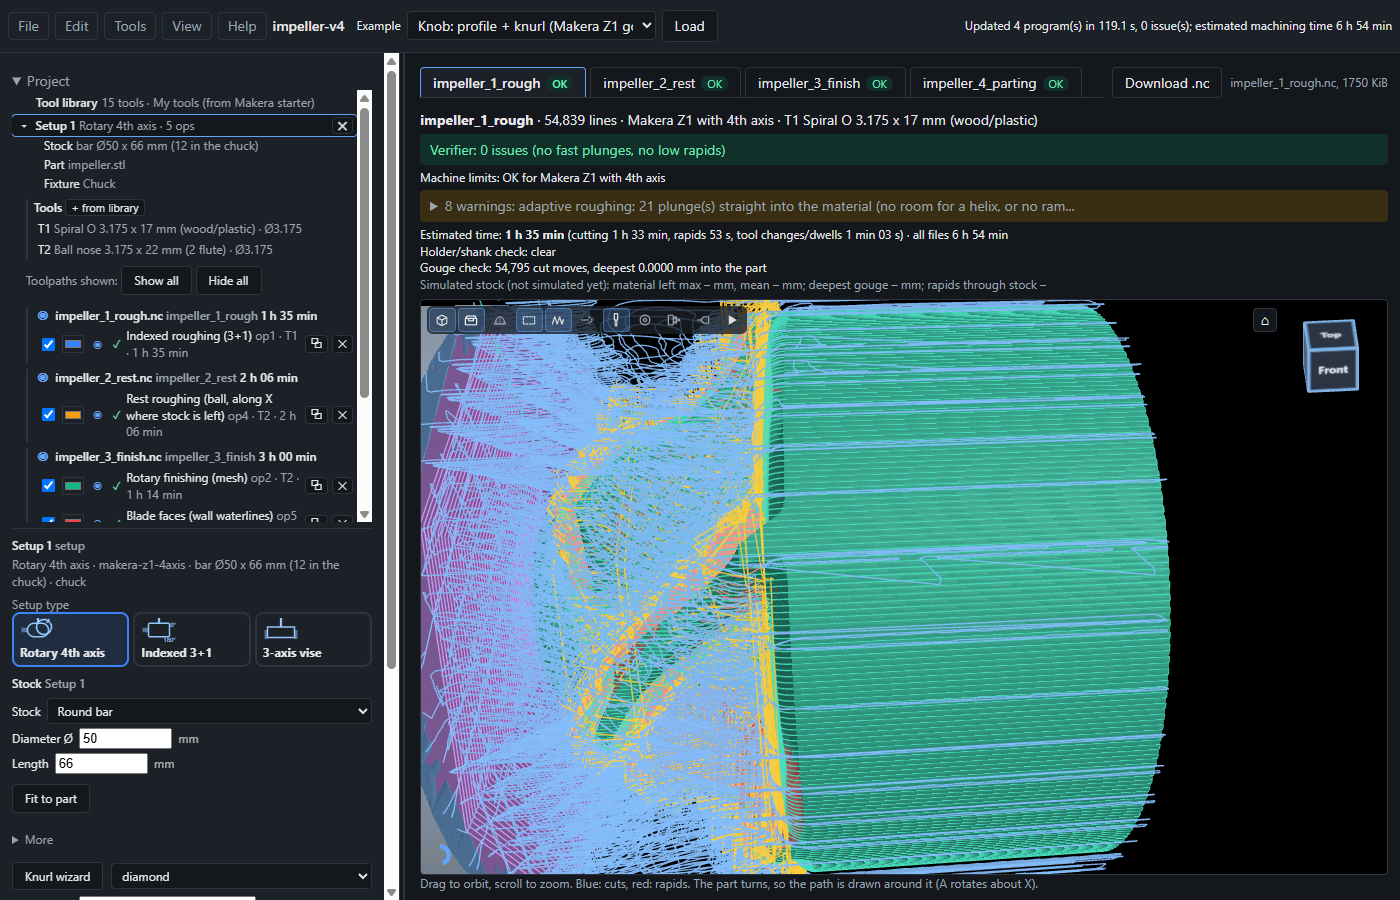 File Edit Tools View Help impeller-v4 Example Knob: profile + knurl (Makera Z1 g Load Updated 4 program(s) in 119.1 s, 0 issue(s); estimated machining time 6 h 54 min
Project
Tool library 15 tools · My tools (from Makera starter)
Setup 1 Rotary 4th axis · 5 ops
Stock bar Ø50 x 66 mm (12 in the chuck)
Part impeller.stl
Fixture Chuck
Tools + from library
T1 Spiral O 3.175 x 17 mm (wood/plastic) · Ø3.175
T2 Ball nose 3.175 x 22 mm (2 flute) · Ø3.175
Toolpaths shown: Show all Hide all
impeller_1_rough.nc impeller_1_rough 1 h 35 min
Indexed roughing (3+1) op1 · T1
· 1 h 35 min
impeller_2_rest.nc impeller_2_rest 2 h 06 min
Rest roughing (ball, along X
where stock is left) op4 · T2 · 2 h
06 min
impeller_3_finish.nc impeller_3_finish 3 h 00 min
Rotary finishing (mesh) op2 · T2 ·
1 h 14 min
Blade faces (wall waterlines) op5
Setup 1 setup
Rotary 4th axis · makera-z1-4axis · bar Ø50 x 66 mm (12 in the
chuck) · chuck
Setup type
Rotary 4th axis Indexed 3+1 3-axis vise
Stock Setup 1
Stock Round bar
Diameter Ø 50 mm
Length 66 mm
Fit to part
More
Knurl wizard diamond
impeller_1_rough OK impeller_2_rest OK impeller_3_finish OK impeller_4_parting OK Download .nc impeller_1_rough.nc, 1750 KiB
impeller_1_rough · 54,839 lines · Makera Z1 with 4th axis · T1 Spiral O 3.175 x 17 mm (wood/plastic)
Verifier: 0 issues (no fast plunges, no low rapids)
Machine limits: OK for Makera Z1 with 4th axis
8 warnings: adaptive roughing: 21 plunge(s) straight into the material (no room for a helix, or no ram...
Estimated time: 1 h 35 min (cutting 1 h 33 min, rapids 53 s, tool changes/dwells 1 min 03 s) · all files 6 h 54 min
Holder/shank check: clear
Gouge check: 54,795 cut moves, deepest 0.0000 mm into the part
Simulated stock (not simulated yet): material left max – mm, mean – mm; deepest gouge – mm; rapids through stock –
Top
Front
Drag to orbit, scroll to zoom. Blue: cuts, red: rapids. The part turns, so the path is drawn around it (A rotates about X).